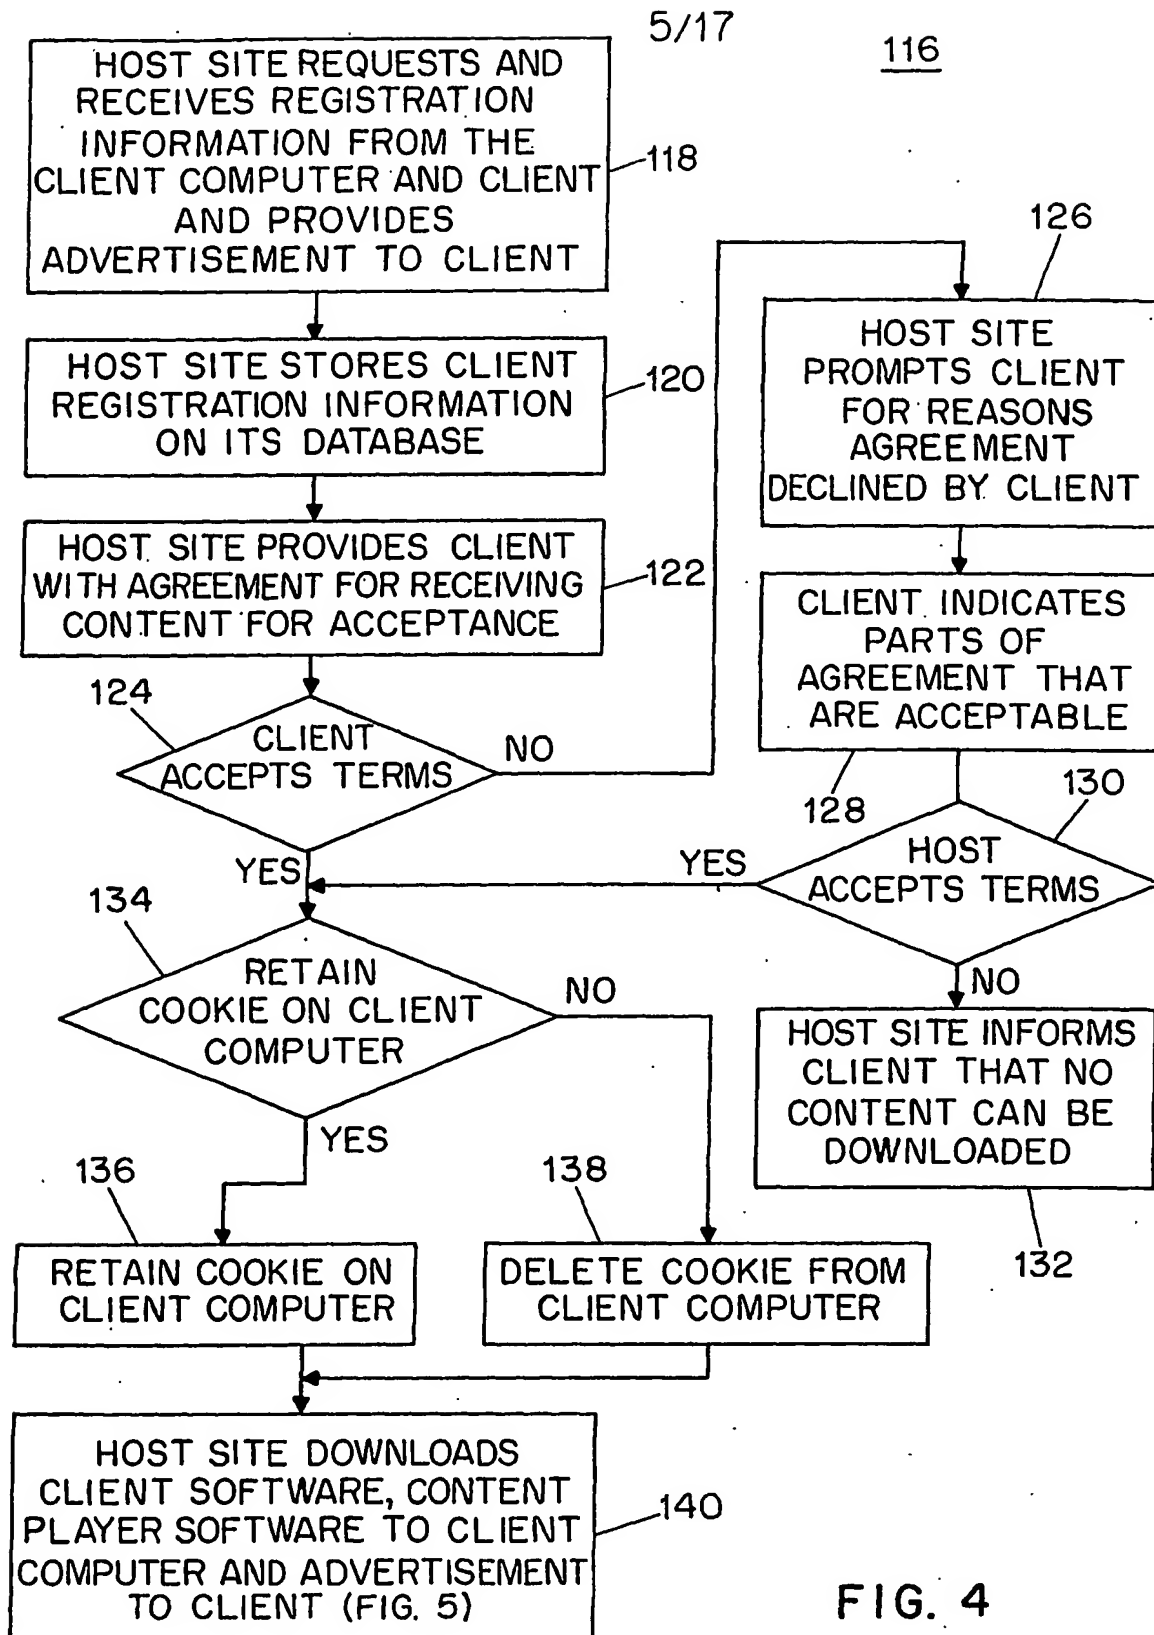 5/17
116
HOST SITE REQUESTS AND
RECEIVES REGISTRATION
INFORMATION FROM THE
CLIENT COMPUTER AND CLIENT
AND PROVIDES
ADVERTISEMENT TO CLIENT
118
HOST SITE STORES CLIENT
REGISTRATION INFORMATION
ON ITS DATABASE
120
HOST SITE PROVIDES CLIENT
WITH AGREEMENT FOR RECEIVING
CONTENT FOR ACCEPTANCE
122
124
CLIENT
ACCEPTS TERMS
NO
YES
126
HOST SITE
PROMPTS CLIENT
FOR REASONS
AGREEMENT
DECLINED BY CLIENT
CLIENT INDICATES
PARTS OF
AGREEMENT THAT
ARE ACCEPTABLE
128
130
HOST
ACCEPTS TERMS
YES
NO
HOST SITE INFORMS
CLIENT THAT NO
CONTENT CAN BE
DOWNLOADED
132
134
RETAIN
COOKIE ON CLIENT
COMPUTER
NO
YES
136
RETAIN COOKIE ON
CLIENT COMPUTER
138
DELETE COOKIE FROM
CLIENT COMPUTER
HOST SITE DOWNLOADS
CLIENT SOFTWARE, CONTENT
PLAYER SOFTWARE TO CLIENT
COMPUTER AND ADVERTISEMENT
TO CLIENT (FIG. 5)
140
FIG. 4